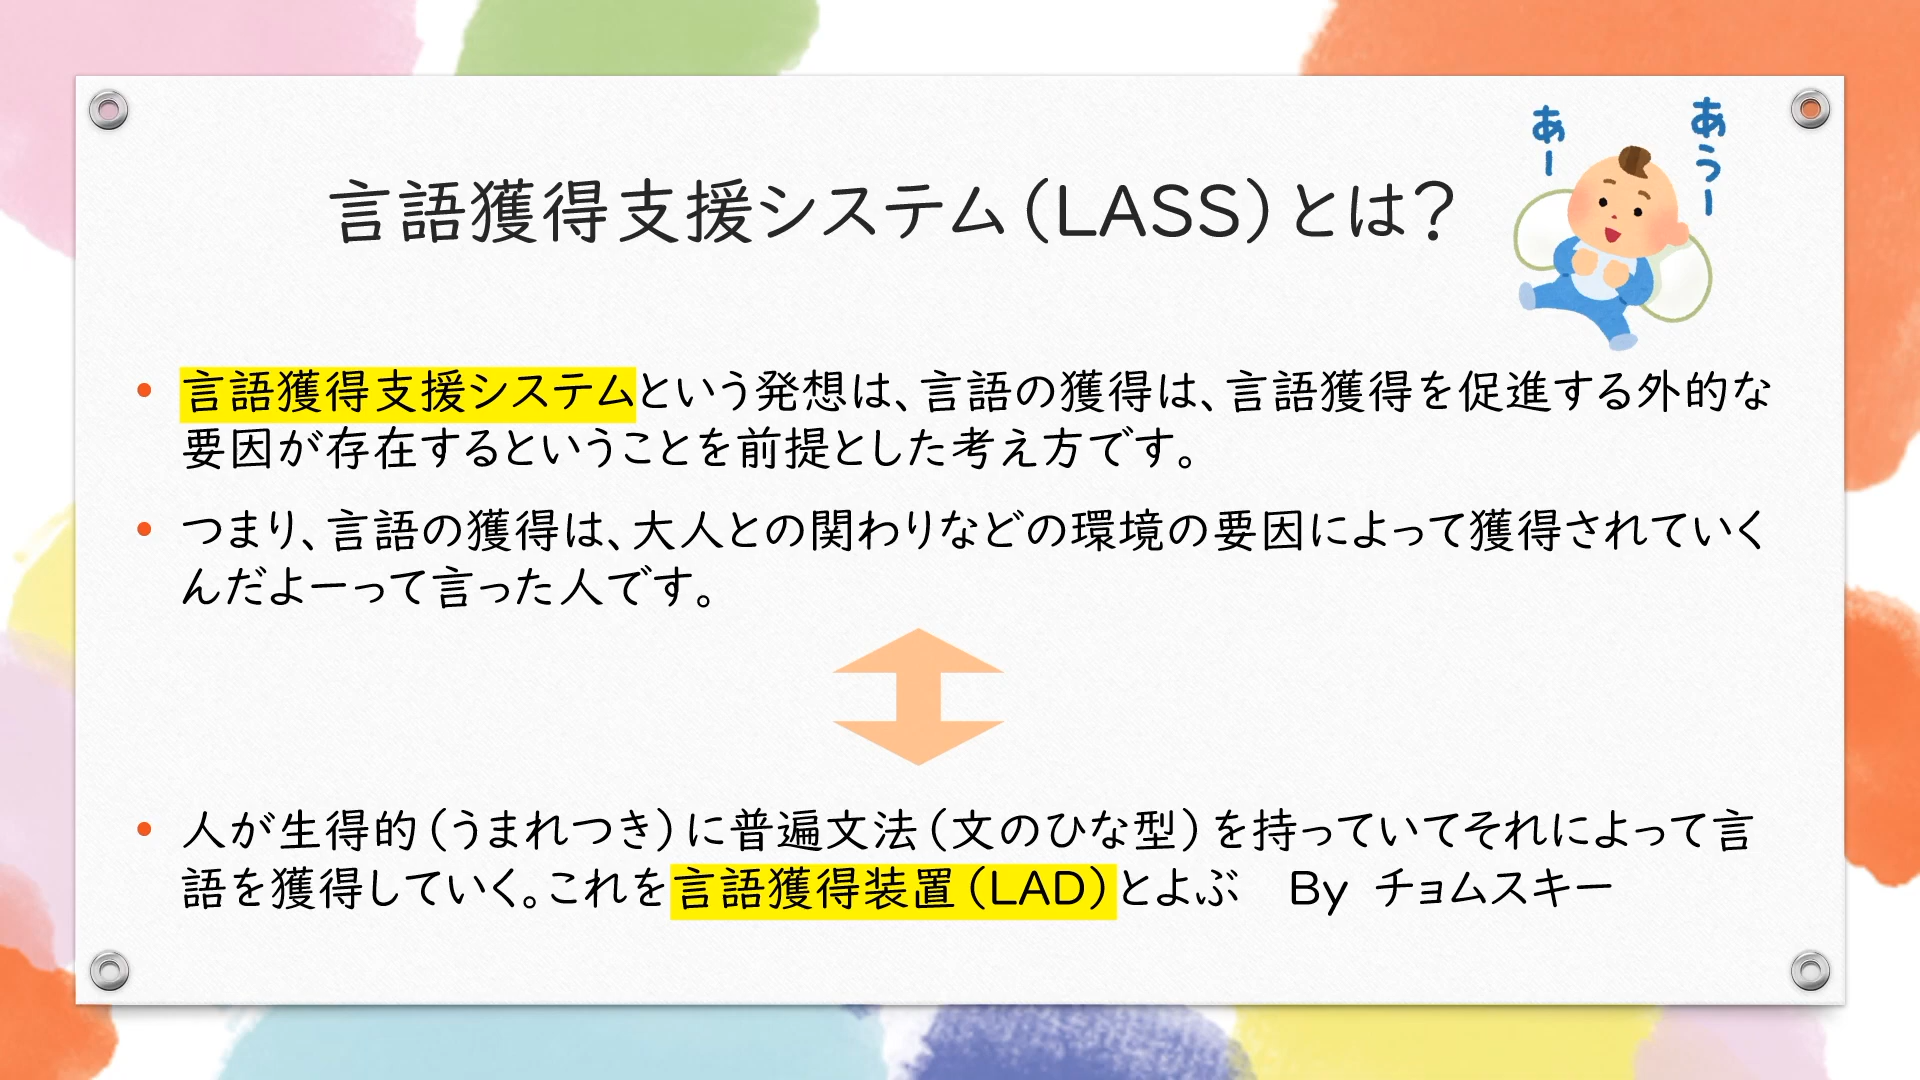 言語獲得支援システム（LASS）とは？
あー
あうー
• 言語獲得支援システムという発想は、言語の獲得は、言語獲得を促進する外的な
要因が存在するということを前提とした考え方です。
• つまり、言語の獲得は、大人との関わりなどの環境の要因によって獲得されていく
んだよーって言った人です。
• 人が生得的（うまれつき）に普遍文法（文のひな型）を持っていてそれによって言
語を獲得していく。これを言語獲得装置（LAD）とよぶ　By チョムスキー